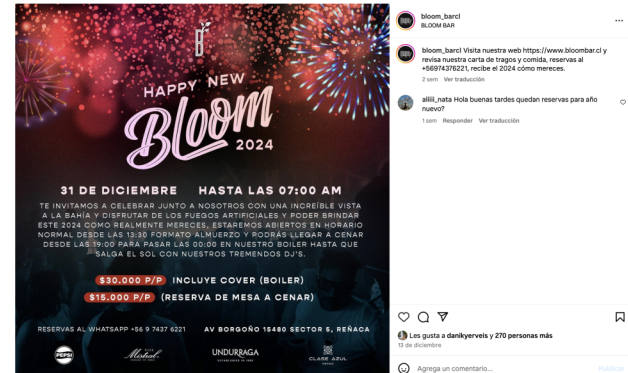 HAPPY NEW
Bloom
2024
31 DE DICIEMBRE HASTA LAS 07:00 AM
TE INVITAMOS A CELEBRAR JUNTO A NOSOTROS CON UNA INCREÍBLE VISTA
A LA BAHÍA Y DISFRUTAR DE LOS FUEGOS ARTIFICIALES Y PODER BRINDAR
ESTE 2024 COMO REALMENTE MERECES, ESTAREMOS ABIERTOS EN HORARIO
NORMAL DESDE LAS 13:30 FORMATO ALMUERZO Y PODRÁS LLEGAR A CENAR
DESDE LAS 19:00 PARA PASAR LAS 00:00 EN NUESTRO BOILER HASTA QUE
SALGA EL SOL CON NUESTROS TREMENDOS DJ'S.
$30.000 P/P INCLUYE COVER (BOILER)
$15.000 P/P (RESERVA DE MESA A CENAR)
RESERVAS AL WHATSAPP +56 9 7437 6221 AV BORGOÑO 15480 SECTOR 5, REÑACA
PEPSI
Mistral
UNDURRAGA
CLASE AZUL
bloom_barcl
BLOOM BAR
bloom_barcl Visita nuestra web https://www.bloombar.cl y
revisa nuestra carta de tragos y comida, reservas al
+56974376221, recibe el 2024 cómo mereces.
2 sem Ver traducción
aliiiii_nata Hola buenas tardes quedan reservas para año
nuevo?
1 sem Responder Ver traducción
Les gusta a danikyerveis y 270 personas más
13 de diciembre
Agrega un comentario...
Publicar